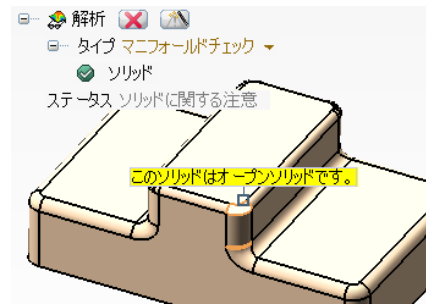 解析
タイプ マニフォールドチェック
ソリッド
ステータス ソリッドに関する注意
このソリッドはオープンソリッドです。